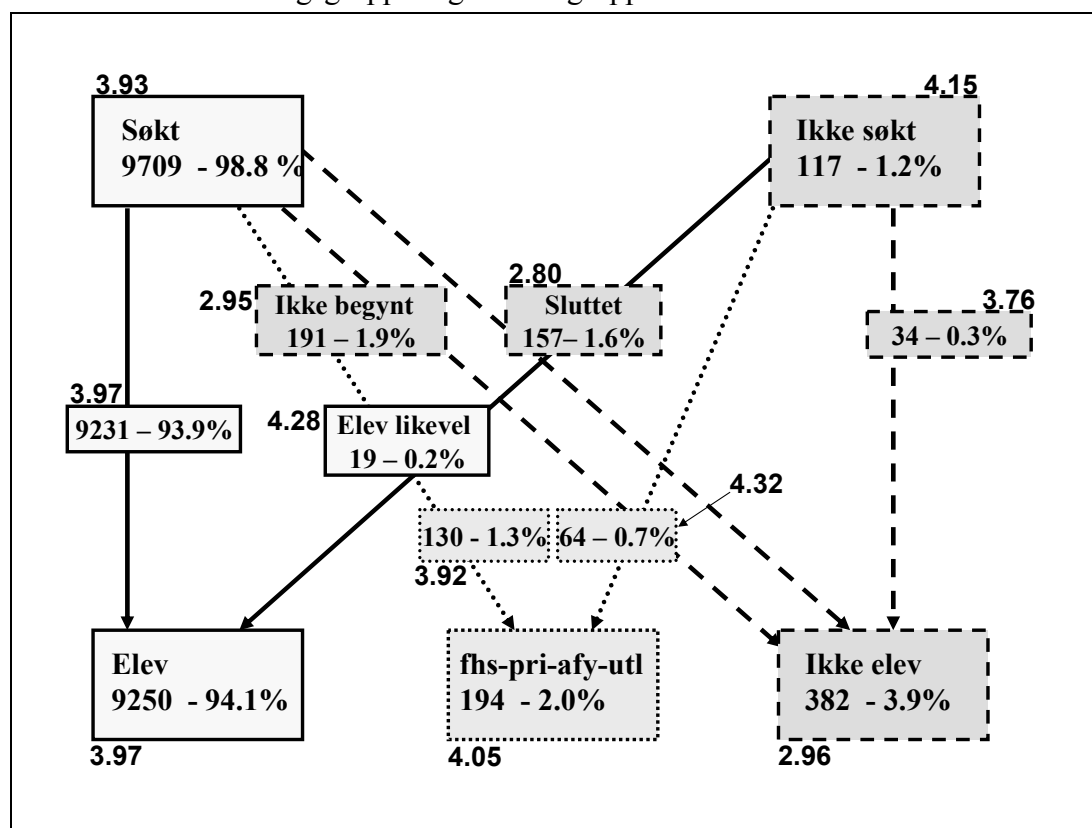 3.93
Søkt
9709 - 98.8 %
4.15
Ikke søkt
117 - 1.2%
2.95
Ikke begynt
191 – 1.9%
2.80
Sluttet
157– 1.6%
3.76
34 – 0.3%
3.97
9231 – 93.9%
4.28
Elev likevel
19 – 0.2%
4.32
130 - 1.3%
64 – 0.7%
3.92
Elev
9250 - 94.1%
3.97
fhs-pri-afy-utl
194 - 2.0%
4.05
Ikke elev
382 - 3.9%
2.96